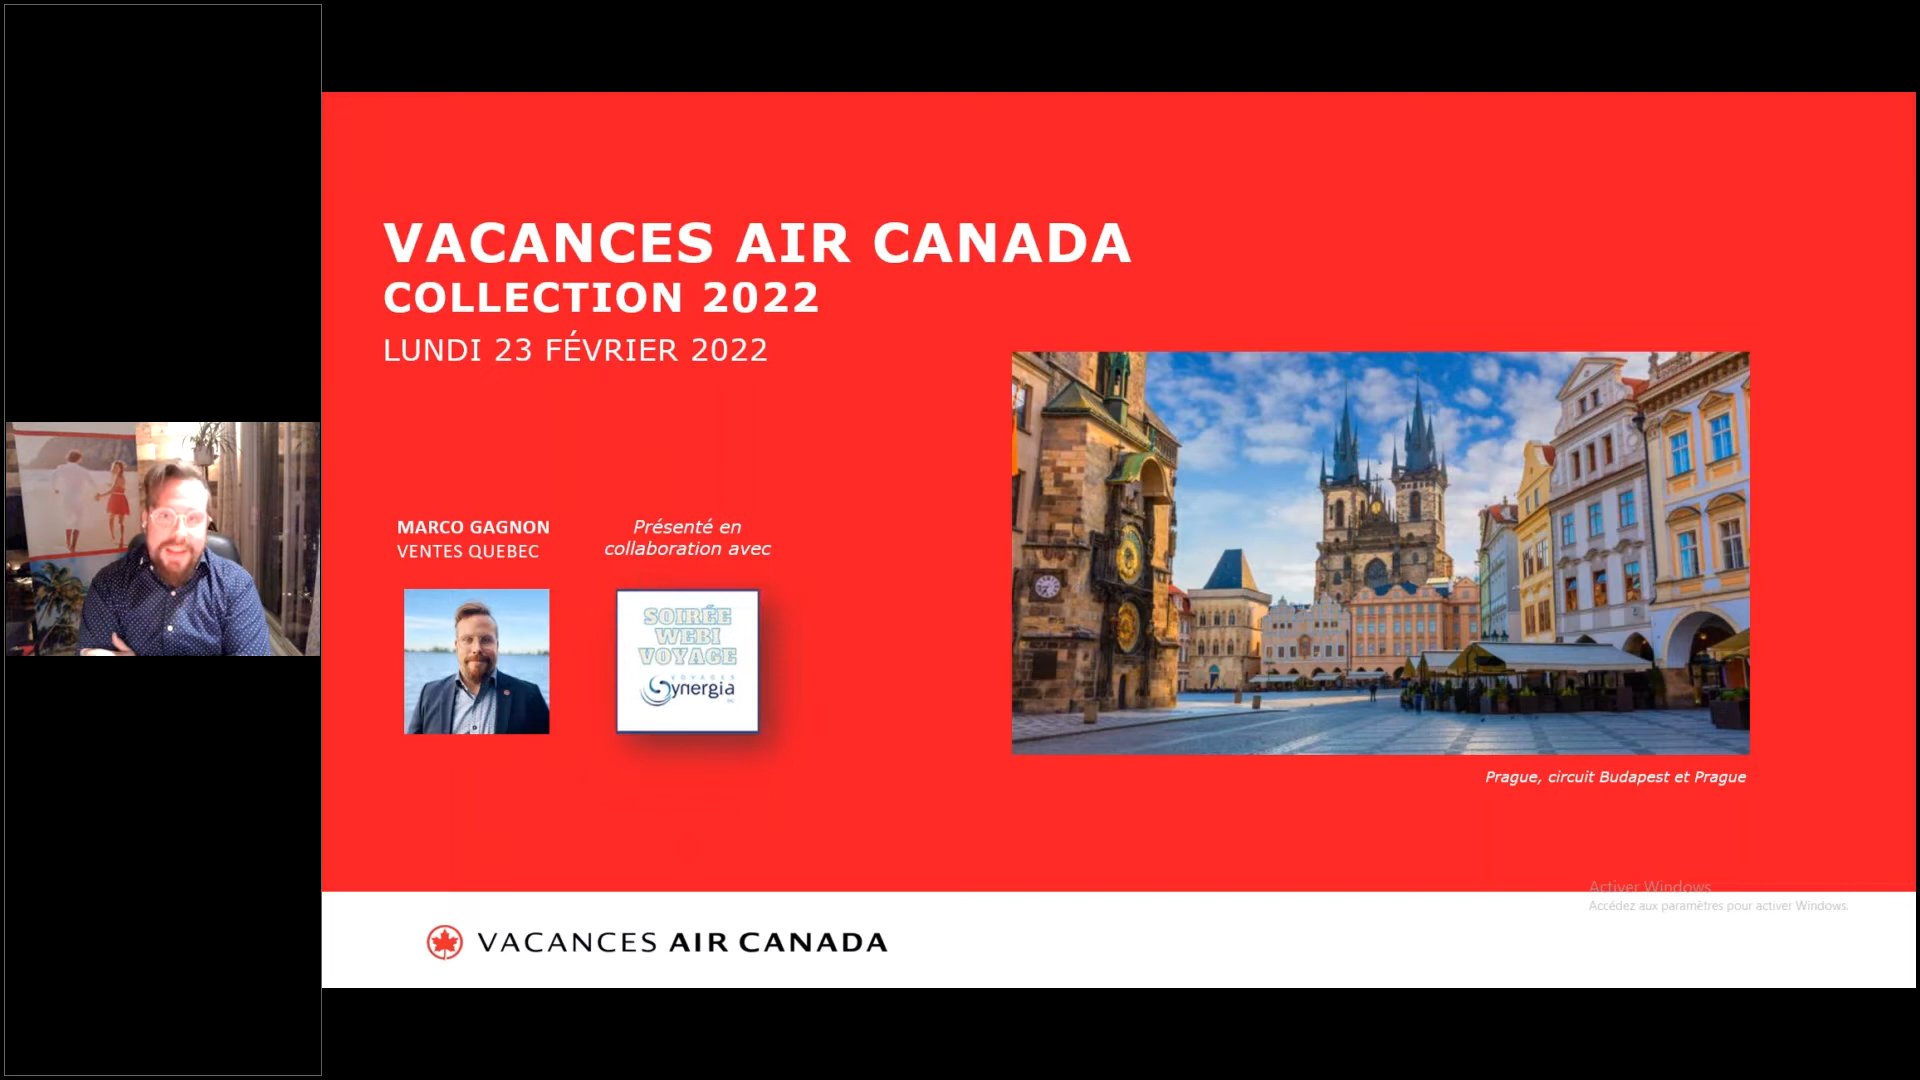 VACANCES AIR CANADA
COLLECTION 2022
LUNDI 23 FÉVRIER 2022
MARCO GAGNON
VENTES QUEBEC
Présenté en
collaboration avec
SOIRÉE
WEBI
VOYAGE
VOYAGES
Synergia
Prague, circuit Budapest et Prague
Activer Windows
Accédez aux paramètres pour activer Windows.
VACANCES AIR CANADA